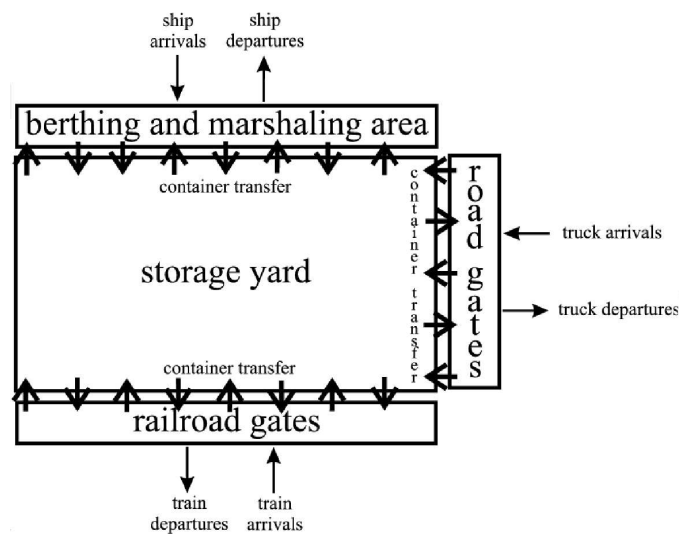 ship
arrivals
ship
departures
berthing and marshaling area
container transfer
container transfer
road gates
truck arrivals
storage yard
truck departures
container transfer
railroad gates
train
departures
train
arrivals